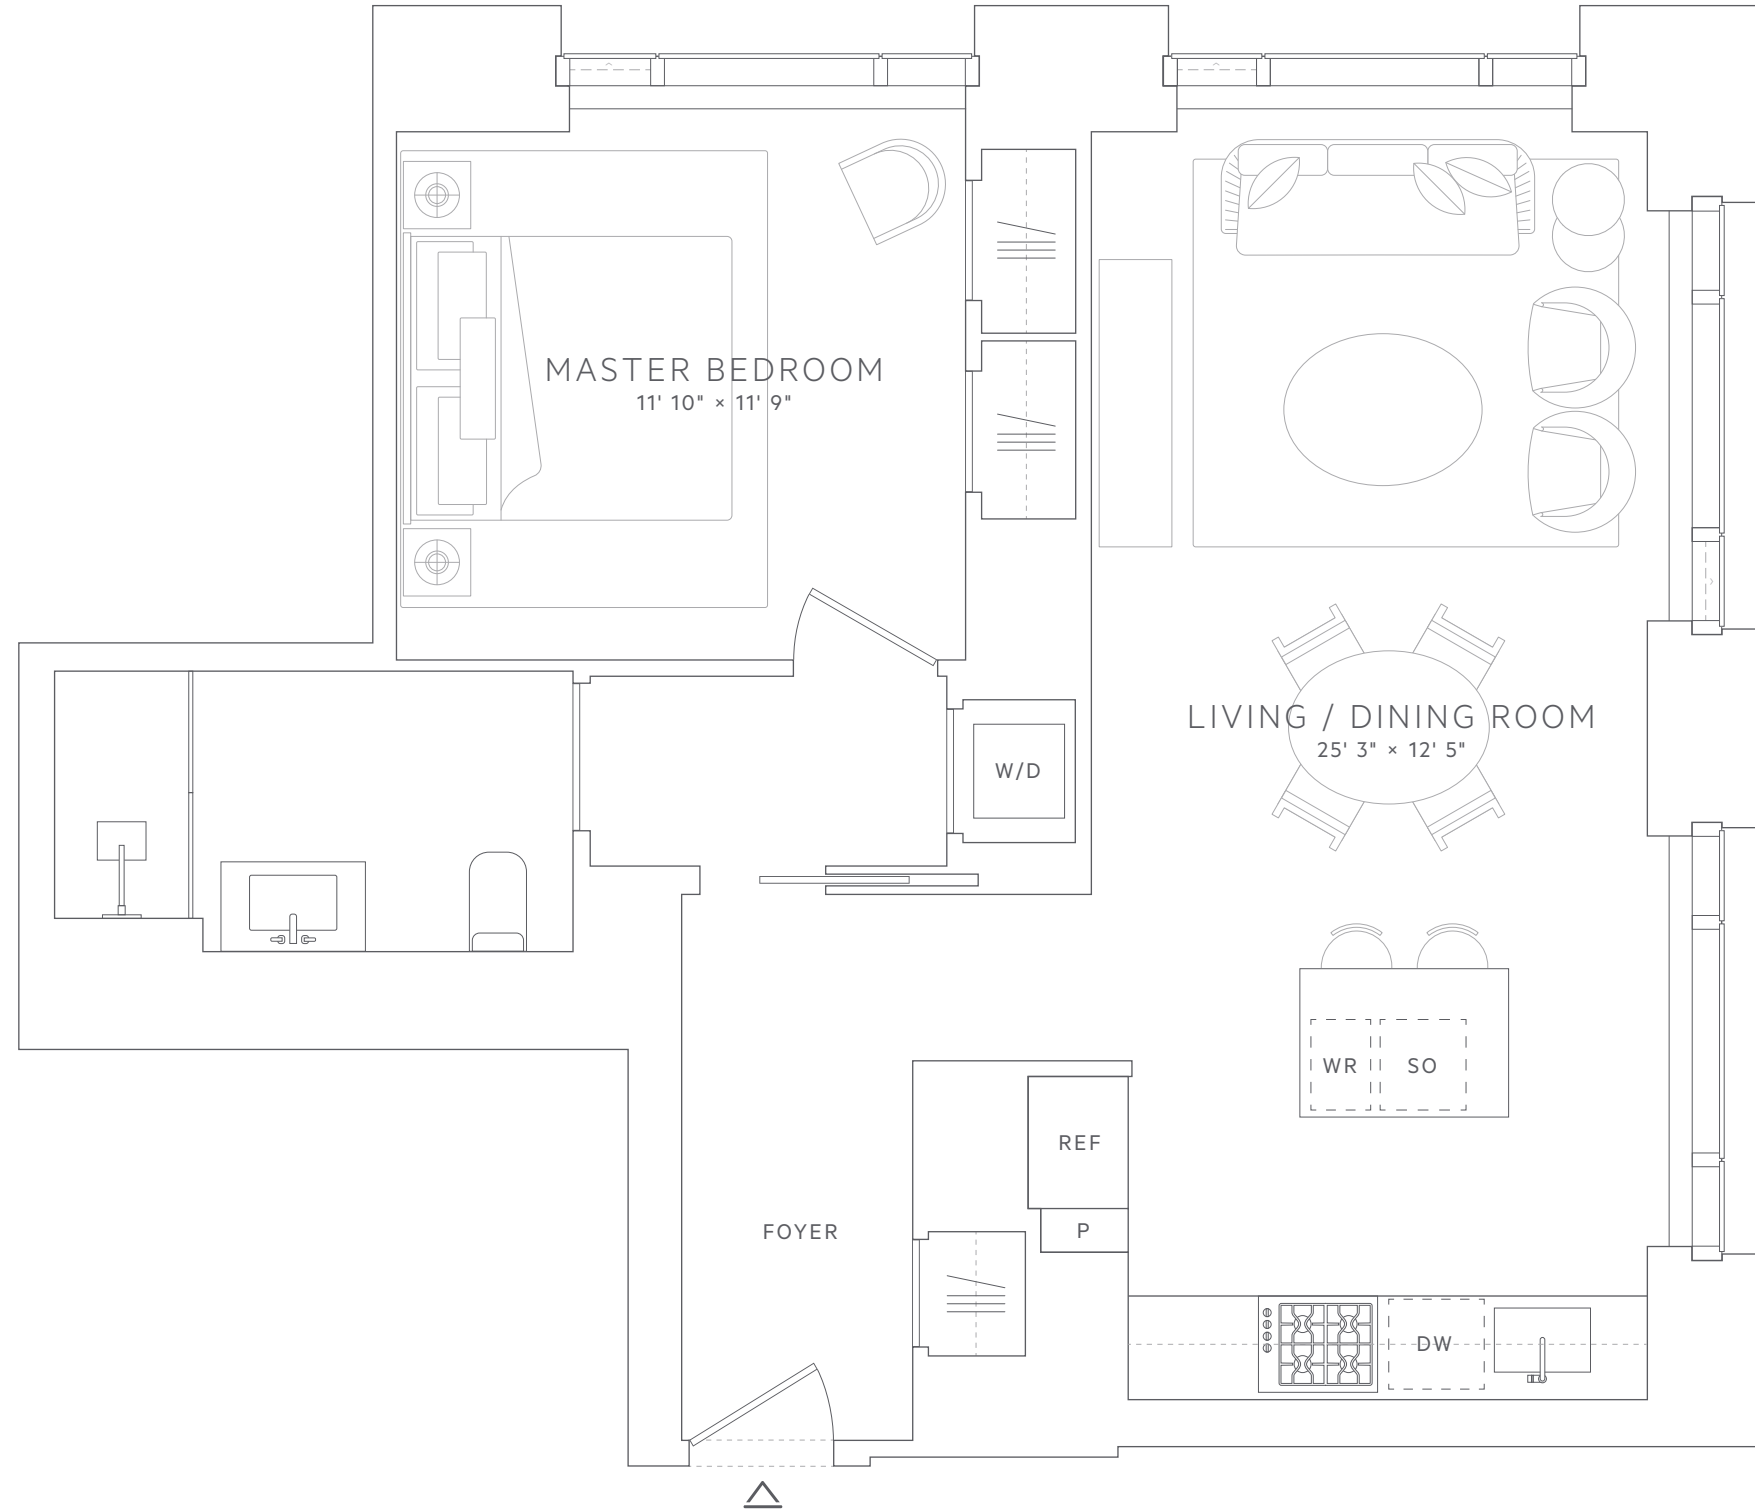 MASTER BEDROOM
11' 10" × 11' 9"
LIVING / DINING ROOM
25' 3" × 12' 5"
W/D
WR
SO
REF
P
FOYER
DW